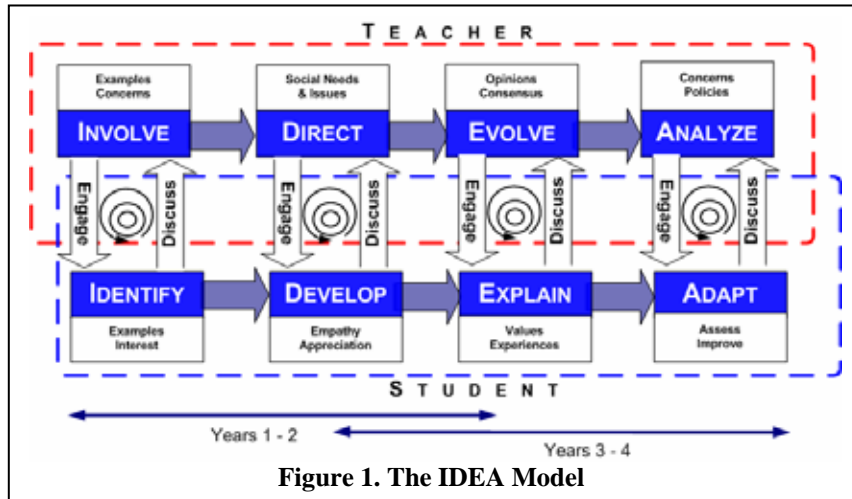 TEACHER
Examples
Concerns
INVOLVE
Social Needs
& Issues
DIRECT
Opinions
Consensus
EVOLVE
Concerns
Policies
ANALYZE
Engage
Discuss
Engage
Discuss
Engage
Discuss
Engage
Discuss
IDENTIFY
Examples
Interest
DEVELOP
Empathy
Appreciation
EXPLAIN
Values
Experiences
ADAPT
Assess
Improve
STUDENT
Years 1 - 2
Years 3 - 4
Figure 1. The IDEA Model